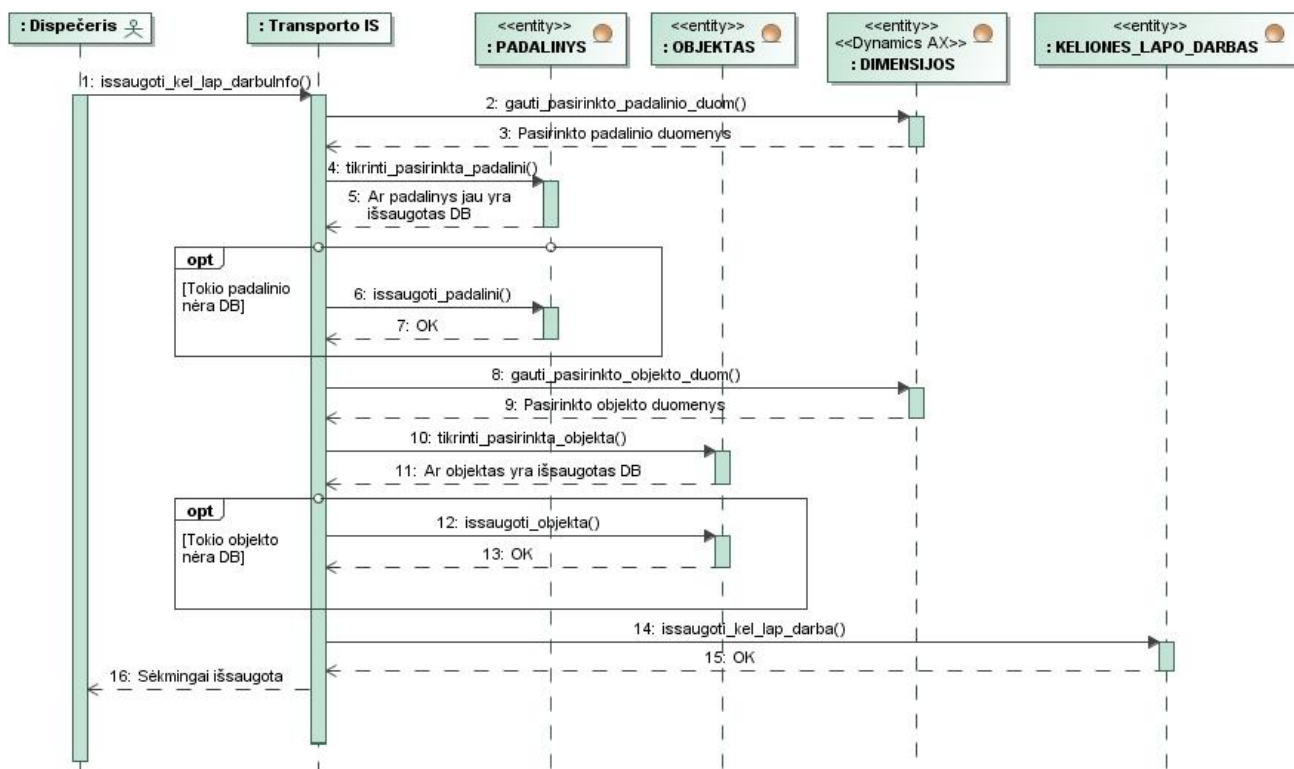 : Dispečeris
: Transporto IS
<<entity>>
: PADALINYS
<<entity>>
: OBJEKTAS
<<entity>>
<<Dynamics AX>>
: DIMENSIJOS
<<entity>>
: KELIONES_LAPO_DARBAS
1: issaugoti_kel_lap_darbuInfo()
2: gauti_pasirinkto_padalinio_duom()
3: Pasirinkto padalinio duomenys
4: tikrinti_pasirinkta_padalini()
5: Ar padalinys jau yra
išsaugotas DB
opt
[Tokio padalinio
nėra DB]
6: issaugoti_padalini()
7: OK
8: gauti_pasirinkto_objekto_duom()
9: Pasirinkto objekto duomenys
10: tikrinti_pasirinkta_objekta()
11: Ar objektas yra išsaugotas DB
opt
[Tokio objekto
nėra DB]
12: issaugoti_objekta()
13: OK
14: issaugoti_kel_lap_darba()
15: OK
16: Sėkmingai išsaugota